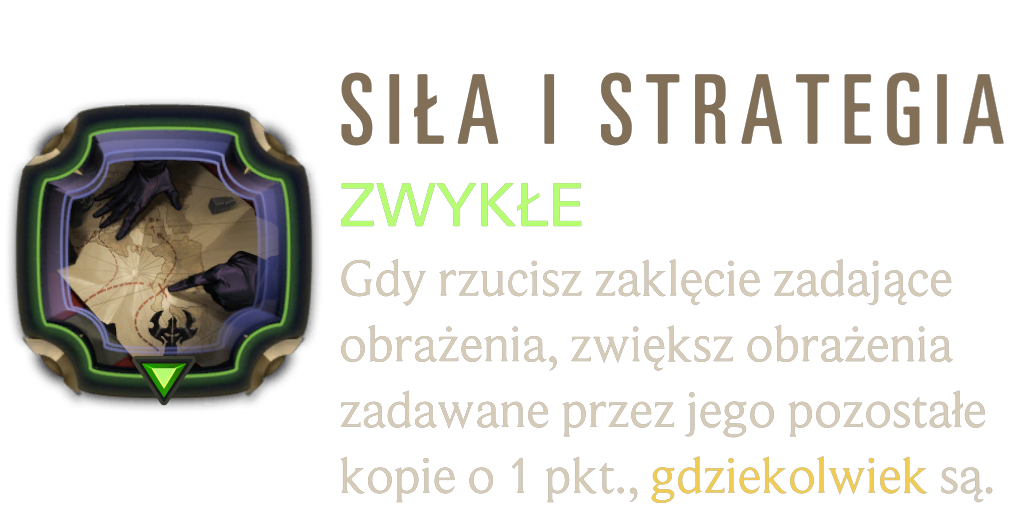 SIŁA I STRATEGIA
ZWYKŁE
Gdy rzucisz zaklęcie zadające
obrażenia, zwiększ obrażenia
zadawane przez jego pozostałe
kopie o 1 pkt., gdziekolwiek są.